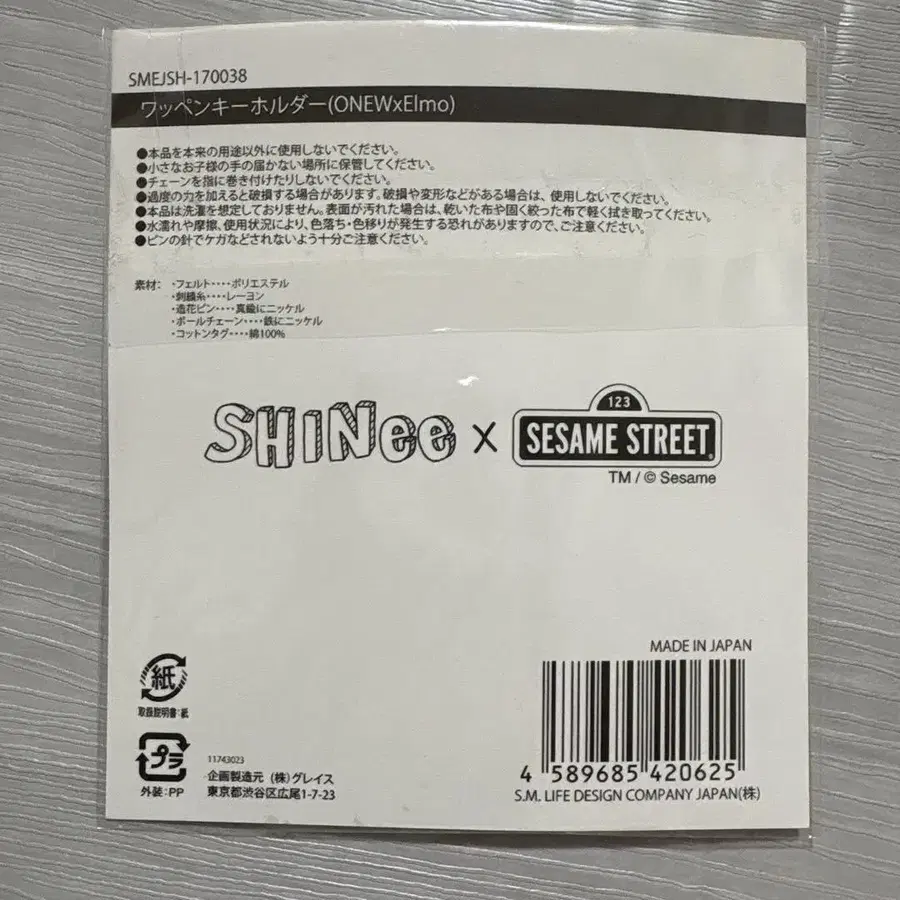 SMEJSH-170038
ワッペンキーホルダー(ONEWxElmo)
●本品を本来の用途以外に使用しないでください。
●小さなお子様の手の届かない場所に保管してください。
●チェーンを指に巻き付けたりしないでください。
●過度の力を加えると破損する場合があります。破損や変形などがある場合は、使用しないでください。
●本品は洗濯を想定しておりません。表面が汚れた場合は、乾いた布や固く絞った布で軽く拭き取ってください。
●水濡れや摩擦、使用状況により、色落ち・色移りが発生する恐れがありますので、ご注意ください。
●ピンの針でケガなどされないよう十分ご注意ください。
素材: ・フェルト・・・・ポリエステル
・刺繍糸・・・・レーヨン
・造花ピン・・・・真鍮にニッケル
・ボールチェーン・・・・鉄にニッケル
・コットンタグ・・・・綿100%
SHINee X 123 SESAME STREET®
TM / © Sesame
MADE IN JAPAN
紙
取扱説明書:紙
プラ
外装:PP
11743023
企画製造元 (株)グレイス
東京都渋谷区広尾1-7-23
4 589685 420625
S.M. LIFE DESIGN COMPANY JAPAN(株)